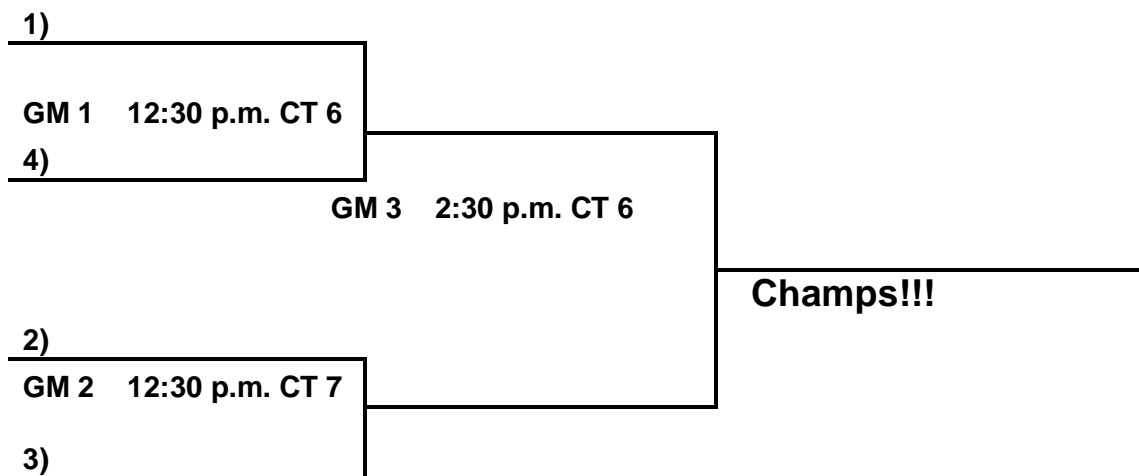 1)
GM 1 12:30 p.m. CT 6
4)
GM 3 2:30 p.m. CT 6
Champs!!!
2)
GM 2 12:30 p.m. CT 7
3)